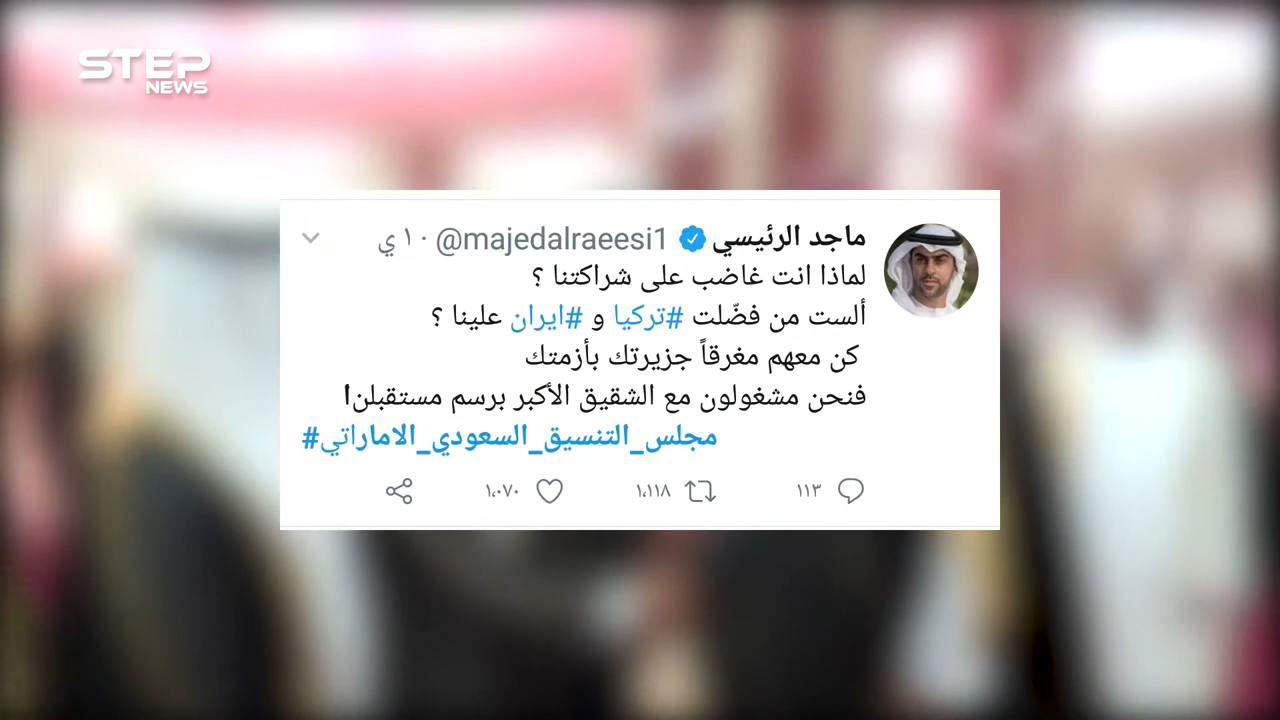 STEP
NEWS
ماجد الرئيسي @majedalraeesi1 ١٠ ي
لماذا انت غاضب على شراكتنا ؟
ألست من فضّلت #تركيا و #ايران علينا ؟
كن معهم مغرقاً جزيرتك بأزمتك
فنحن مشغولون مع الشقيق الأكبر برسم مستقبلنا
#مجلس_التنسيق_السعودي_الاماراتي
١١٣ ١،١١٨ ١،٠٧٠